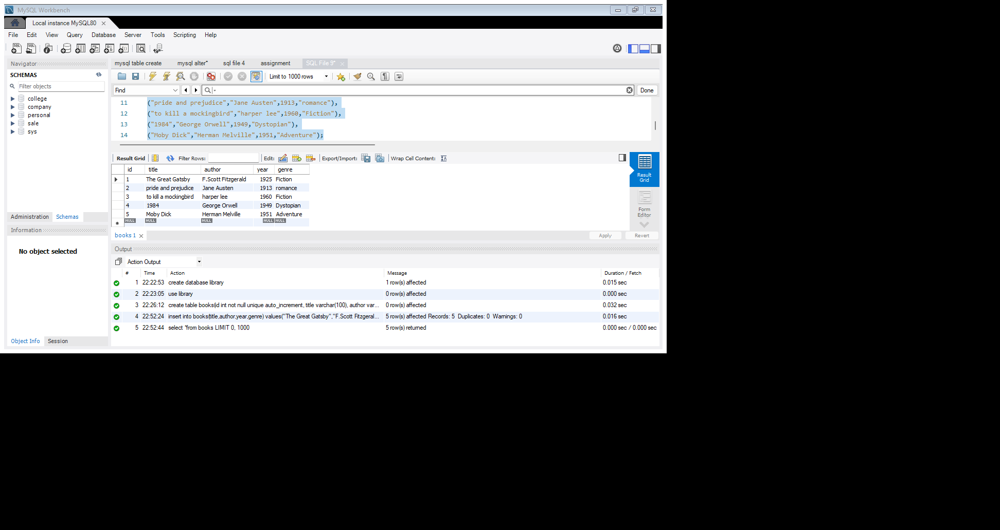 MySQL Workbench
Local instance MySQL80
File Edit View Query Database Server Tools Scripting Help
Navigator
SCHEMAS
Filter objects
college
company
personal
sale
sys
Administration Schemas
Information
No object selected
Object Info Session
mysql table create mysql alter* sql file 4 assignment SQL File 9*
Limit to 1000 rows
Find Done
11 ("pride and prejudice","Jane Austen",1913,"romance"),
12 ("to kill a mockingbird","harper lee",1960,"Fiction"),
13 ("1984","George Orwell",1949,"Dystopian"),
14 ("Moby Dick","Herman Melville",1951,"Adventure");
Result Grid Filter Rows: Edit: Export/Import: Wrap Cell Content:
id title author year genre
1 The Great Gatsby F.Scott Fitzgerald 1925 Fiction
2 pride and prejudice Jane Austen 1913 romance
3 to kill a mockingbird harper lee 1960 Fiction
4 1984 George Orwell 1949 Dystopian
5 Moby Dick Herman Melville 1951 Adventure
NULL NULL NULL NULL NULL
Result
Grid
Form
Editor
books 1 Apply Revert
Output
Action Output
# Time Action Message Duration / Fetch
1 22:22:53 create database library 1 row(s) affected 0.015 sec
2 22:23:05 use library 0 row(s) affected 0.000 sec
3 22:26:12 create table books(id int not null unique auto_increment, title varchar(100), author var... 0 row(s) affected 0.032 sec
4 22:52:24 insert into books(title,author,year,genre) values("The Great Gatsby","F.Scott Fitzgeral... 5 row(s) affected Records: 5 Duplicates: 0 Warnings: 0 0.016 sec
5 22:52:44 select *from books LIMIT 0, 1000 5 row(s) returned 0.000 sec / 0.000 sec